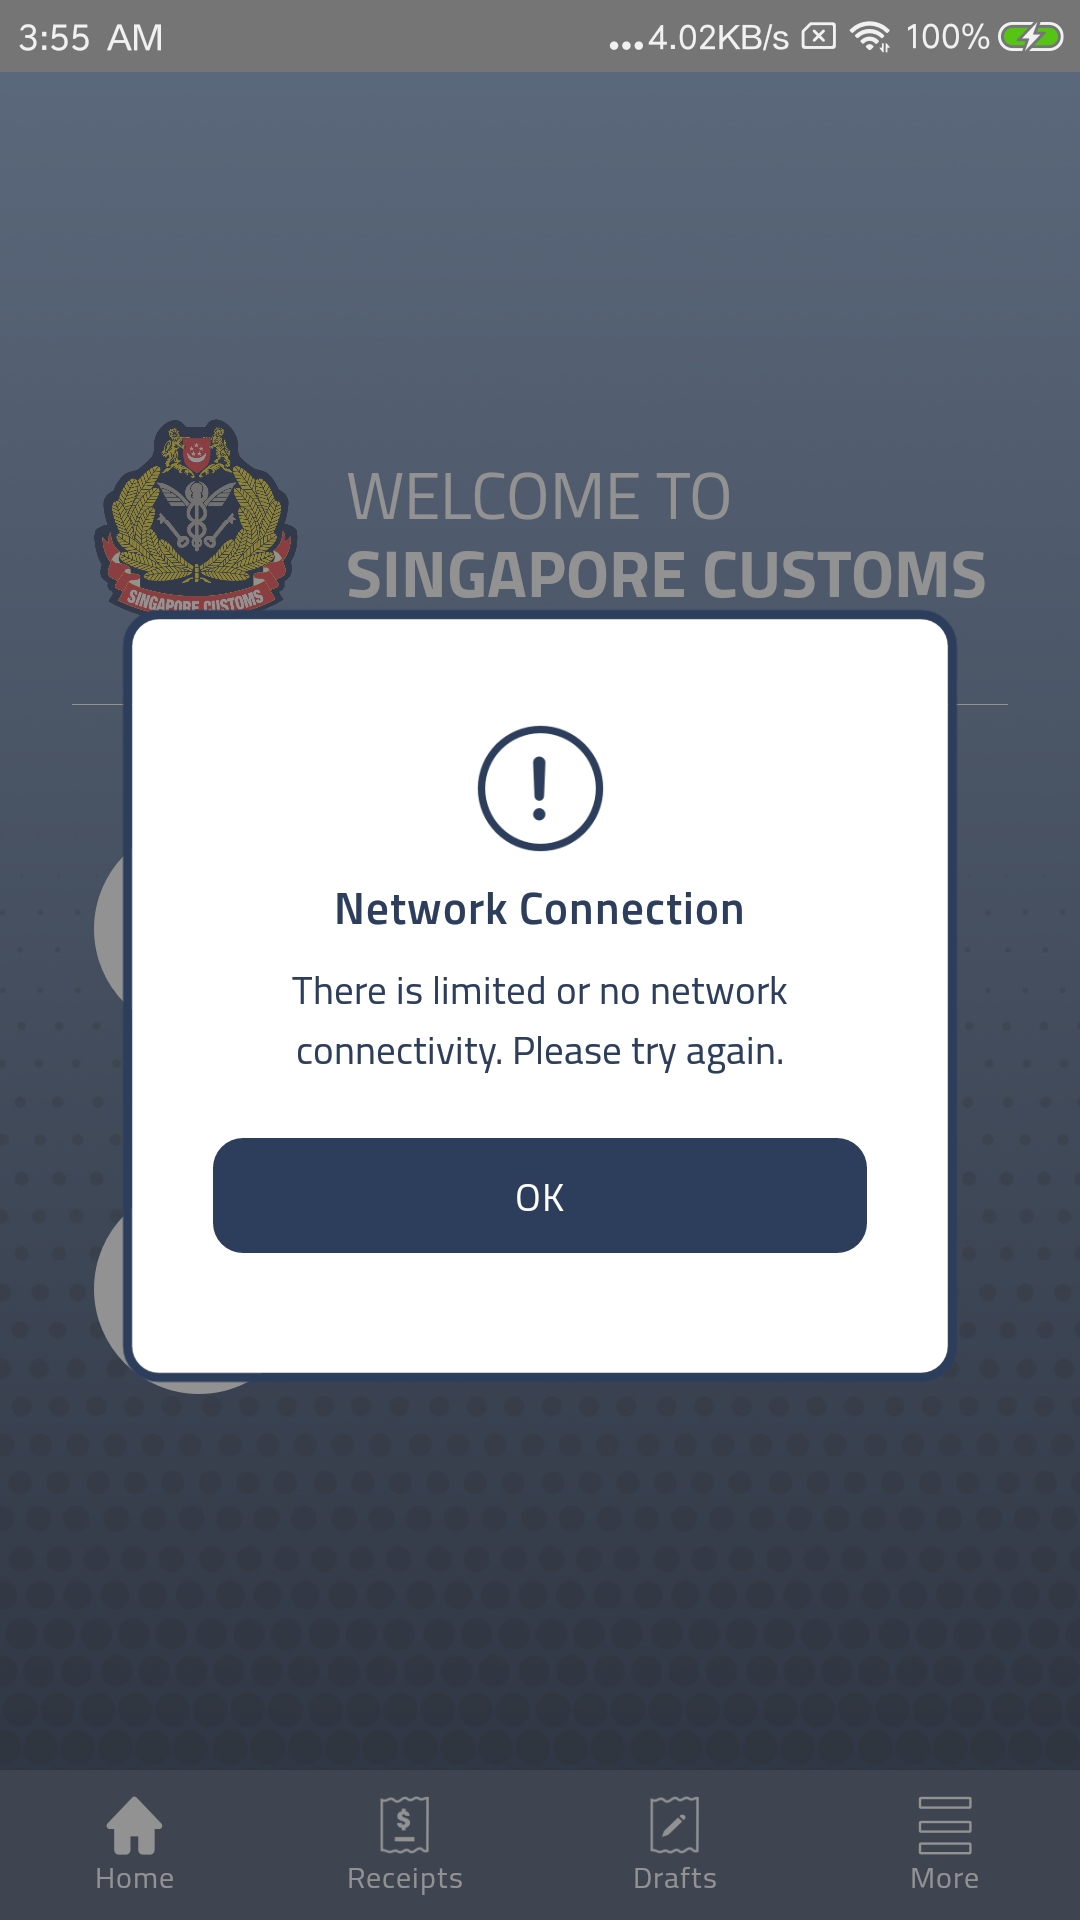 3:55 AM
...4.02KB/s
100%
WELCOME TO
SINGAPORE CUSTOMS
SINGAPORE CUSTOMS
Network Connection
There is limited or no network
connectivity. Please try again.
OK
Home
Receipts
Drafts
More